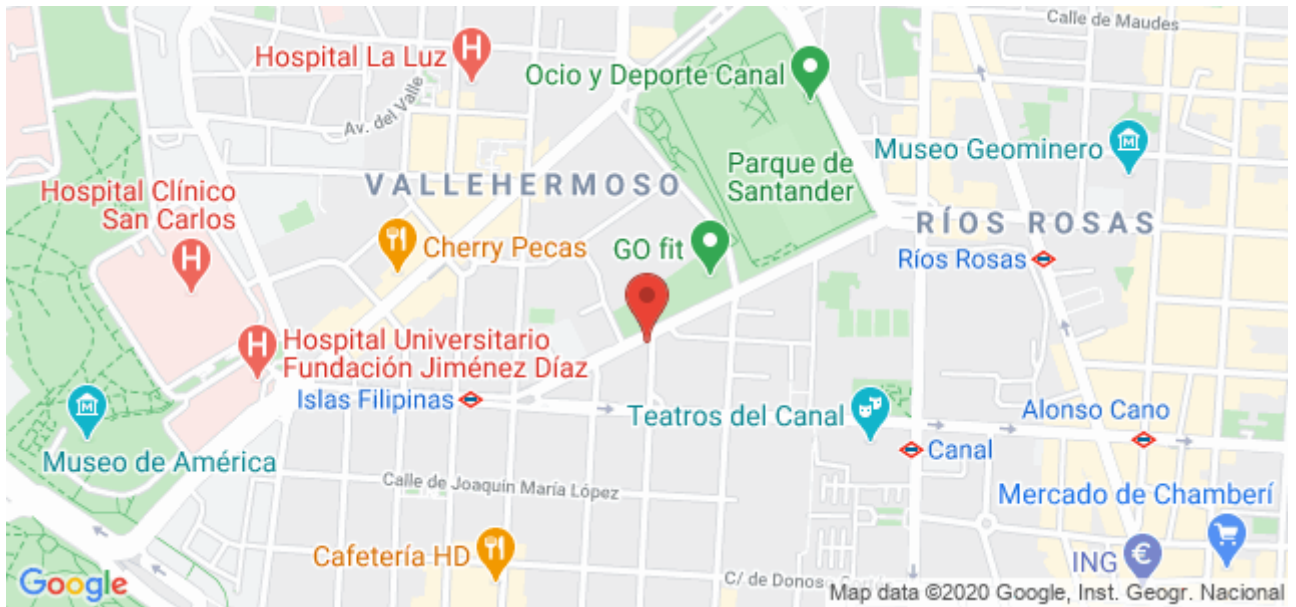 Calle de Maudes
Hospital La Luz
H
Ocio y Deporte Canal
Av. del Valle
Museo Geominero
M
Parque de
Santander
VALLEHERMOSO
Hospital Clínico
San Carlos
H
RÍOS ROSAS
Cherry Pecas
GO fit
Ríos Rosas
H
Hospital Universitario
Fundación Jiménez Díaz
Islas Filipinas
M
Teatros del Canal
Alonso Cano
Canal
Museo de América
Calle de Joaquín María López
Mercado de Chamberí
Cafetería HD
ING
€
C/ de Donoso Cortés
Google
Map data ©2020 Google, Inst. Geogr. Nacional